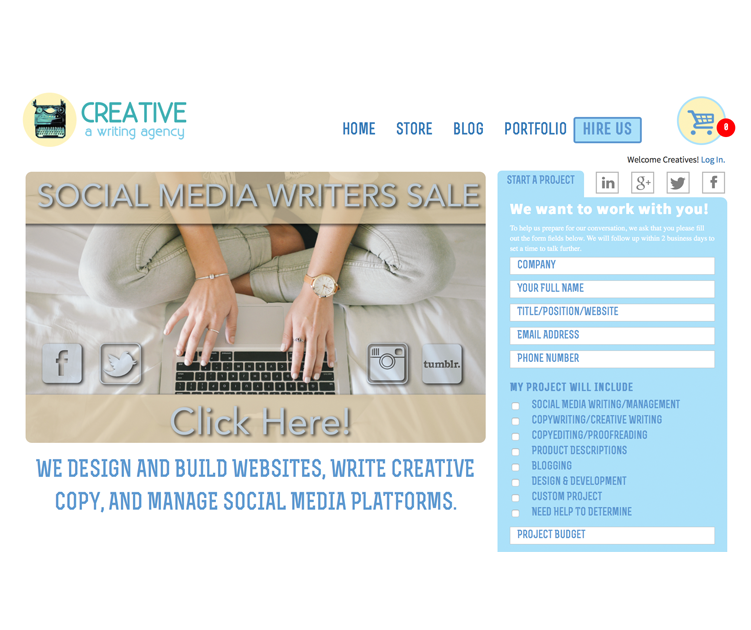 CREATIVE
a writing agency
HOME
STORE
BLOG
PORTFOLIO
HIRE US
0
Welcome Creatives! Log In.
SOCIAL MEDIA WRITERS SALE
f
tumblr.
Click Here!
WE DESIGN AND BUILD WEBSITES, WRITE CREATIVE
COPY, AND MANAGE SOCIAL MEDIA PLATFORMS.
START A PROJECT
in
g+
f
We want to work with you!
To help us prepare for our conversation, we ask that you please fill
out the form fields below. We will follow up within 2 business days to
set a time to talk further.
COMPANY
YOUR FULL NAME
TITLE/POSITION/WEBSITE
EMAIL ADDRESS
PHONE NUMBER
MY PROJECT WILL INCLUDE
SOCIAL MEDIA WRITING/MANAGEMENT
COPYWRITING/CREATIVE WRITING
COPYEDITING/PROOFREADING
PRODUCT DESCRIPTIONS
BLOGGING
DESIGN & DEVELOPMENT
CUSTOM PROJECT
NEED HELP TO DETERMINE
PROJECT BUDGET